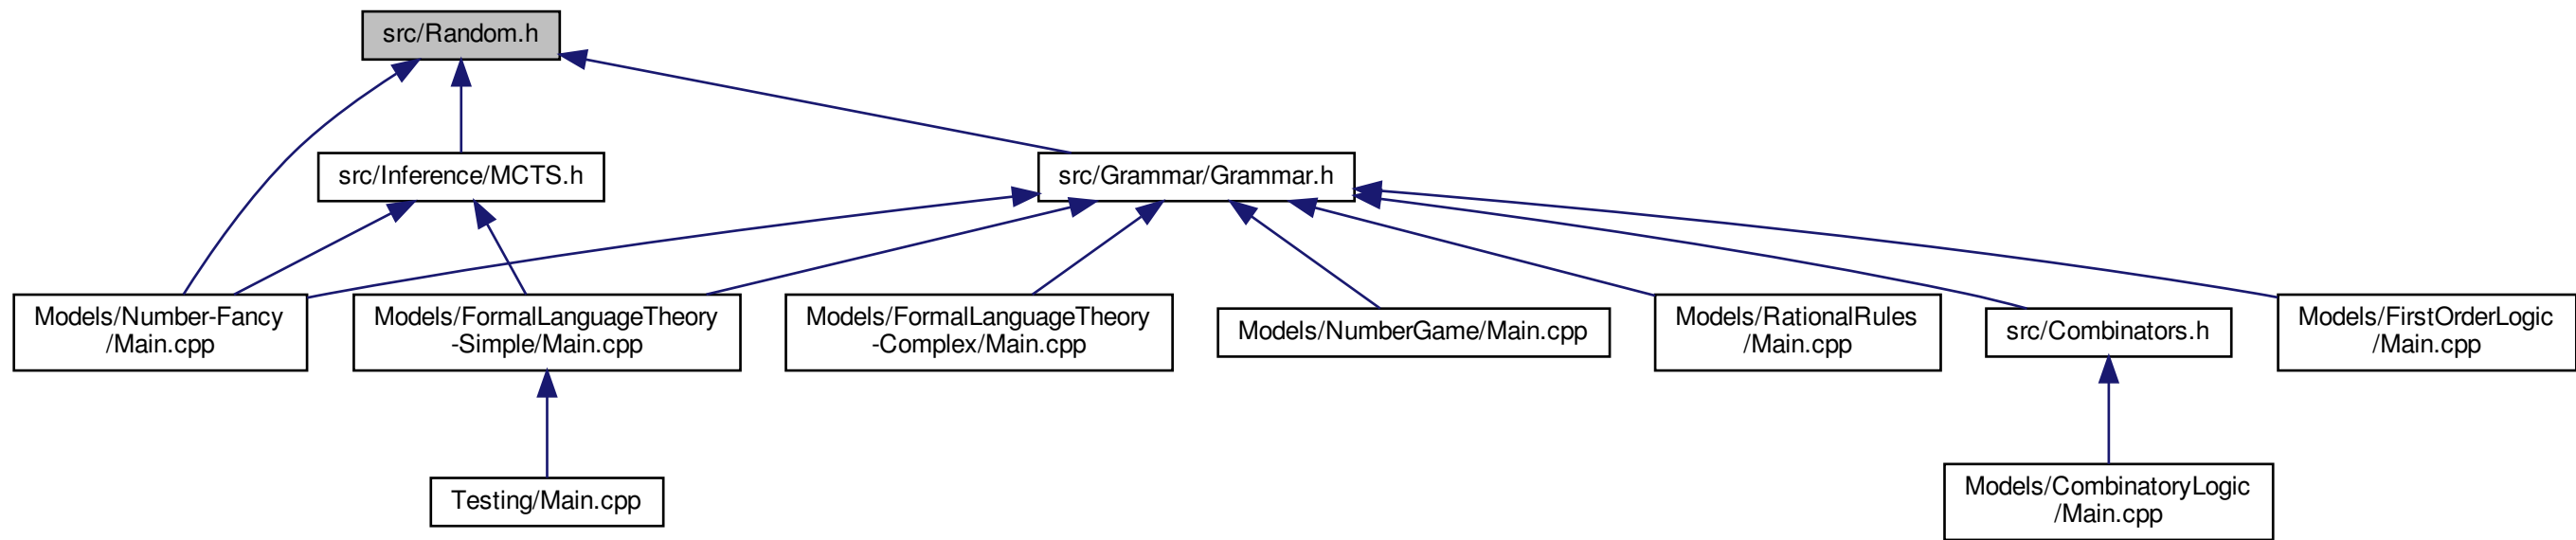 src/Random.h
src/Inference/MCTS.h
src/Grammar/Grammar.h
Models/Number-Fancy
/Main.cpp
Models/FormalLanguageTheory
-Simple/Main.cpp
Models/FormalLanguageTheory
-Complex/Main.cpp
Models/NumberGame/Main.cpp
Models/RationalRules
/Main.cpp
src/Combinators.h
Models/FirstOrderLogic
/Main.cpp
Testing/Main.cpp
Models/CombinatoryLogic
/Main.cpp